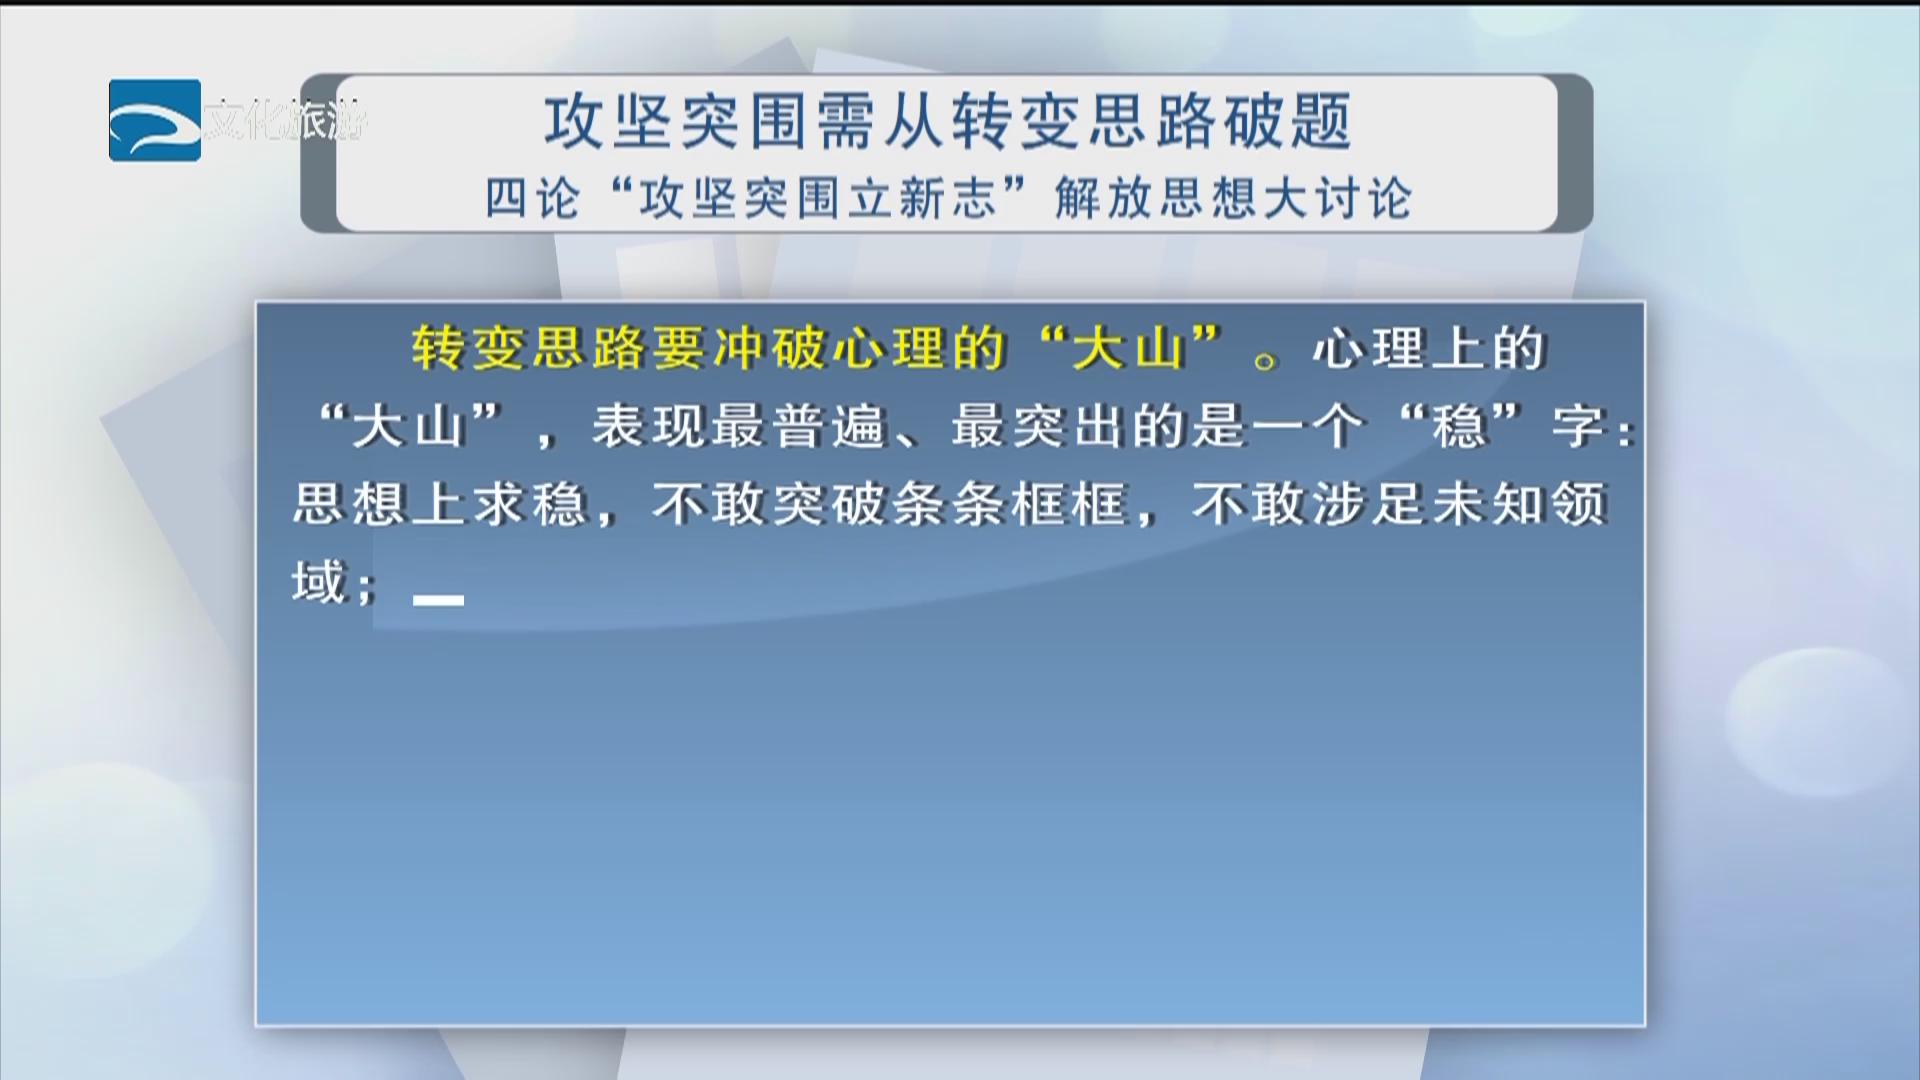 文化旅游
攻坚突围需从转变思路破题
四论“攻坚突围立新志”解放思想大讨论
转变思路要冲破心理的“大山”。心理上的
“大山”，表现最普遍、最突出的是一个“稳”字：
思想上求稳，不敢突破条条框框，不敢涉足未知领
域；